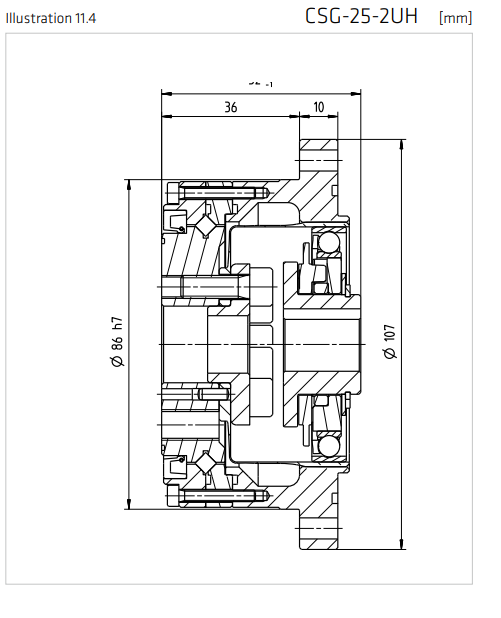 Illustration 11.4
CSG-25-2UH [mm]
36
10
Ø 86 h7
Ø 107